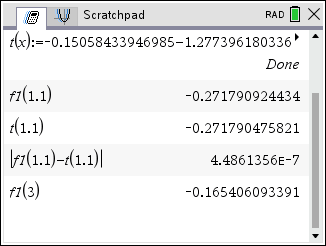 Scratchpad RAD
t(x):=-0.15058433946985-1.277396180336▸
Done
f1(1.1) -0.271790924434
t(1.1) -0.271790475821
|f1(1.1)-t(1.1)| 4.4861356E-7
f1(3) -0.165406093391